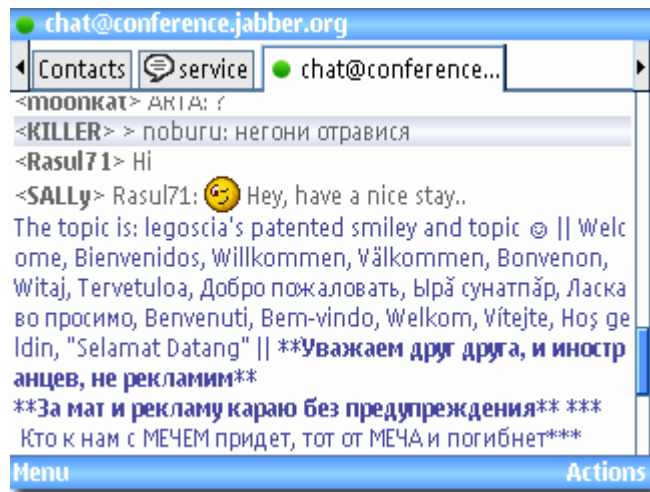 chat@conference.jabber.org
Contacts service chat@conference...
<moonkat> ARTA: ?
<KILLER> > noburu: негони отравися
<Rasul71> Hi
<SALLy> Rasul71: Hey, have a nice stay..
The topic is: legoscia's patented smiley and topic ☺ || Welc
ome, Bienvenidos, Willkommen, Välkommen, Bonvenon,
Witaj, Tervetuloa, Добро пожаловать, Ырă сунатпăр, Ласка
во просимо, Benvenuti, Bem-vindo, Welkom, Vítejte, Hoş ge
ldin, "Selamat Datang" || **Уважаем друг друга, и иностр
анцев, не рекламим**
**За мат и рекламу караю без предупреждения** ***
Кто к нам с МЕЧЕМ придет, тот от МЕЧА и погибнет***
Menu Actions